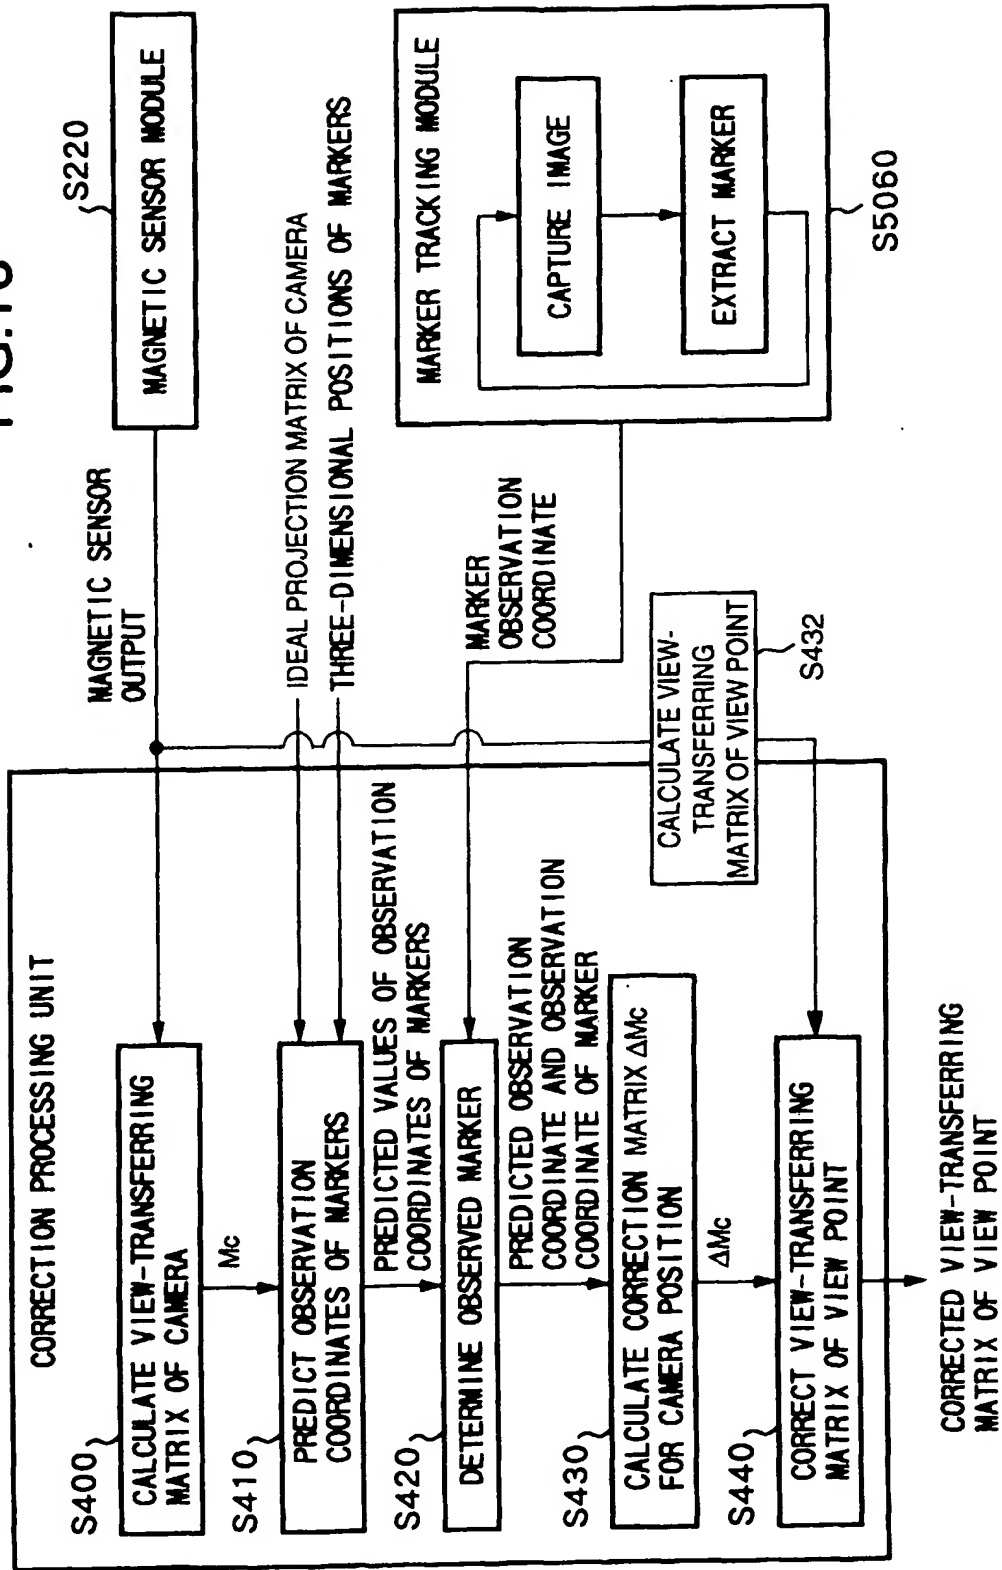 CORRECTION PROCESSING UNIT
S400
CALCULATE VIEW-TRANSFERRING
MATRIX OF CAMERA
Mc
S410
PREDICT OBSERVATION
COORDINATES OF MARKERS
PREDICTED VALUES OF OBSERVATION
COORDINATES OF MARKERS
S420
DETERMINE OBSERVED MARKER
PREDICTED OBSERVATION
COORDINATE AND OBSERVATION
COORDINATE OF MARKER
S430
CALCULATE CORRECTION MATRIX ΔMc
FOR CAMERA POSITION
ΔMc
S440
CORRECT VIEW-TRANSFERRING
MATRIX OF VIEW POINT
CORRECTED VIEW-TRANSFERRING
MATRIX OF VIEW POINT
MAGNETIC SENSOR
OUTPUT
S220
MAGNETIC SENSOR MODULE
IDEAL PROJECTION MATRIX OF CAMERA
THREE-DIMENSIONAL POSITIONS OF MARKERS
MARKER
OBSERVATION
COORDINATE
CALCULATE VIEW-
TRANSFERRING
MATRIX OF VIEW POINT
S432
MARKER TRACKING MODULE
CAPTURE IMAGE
EXTRACT MARKER
S5060